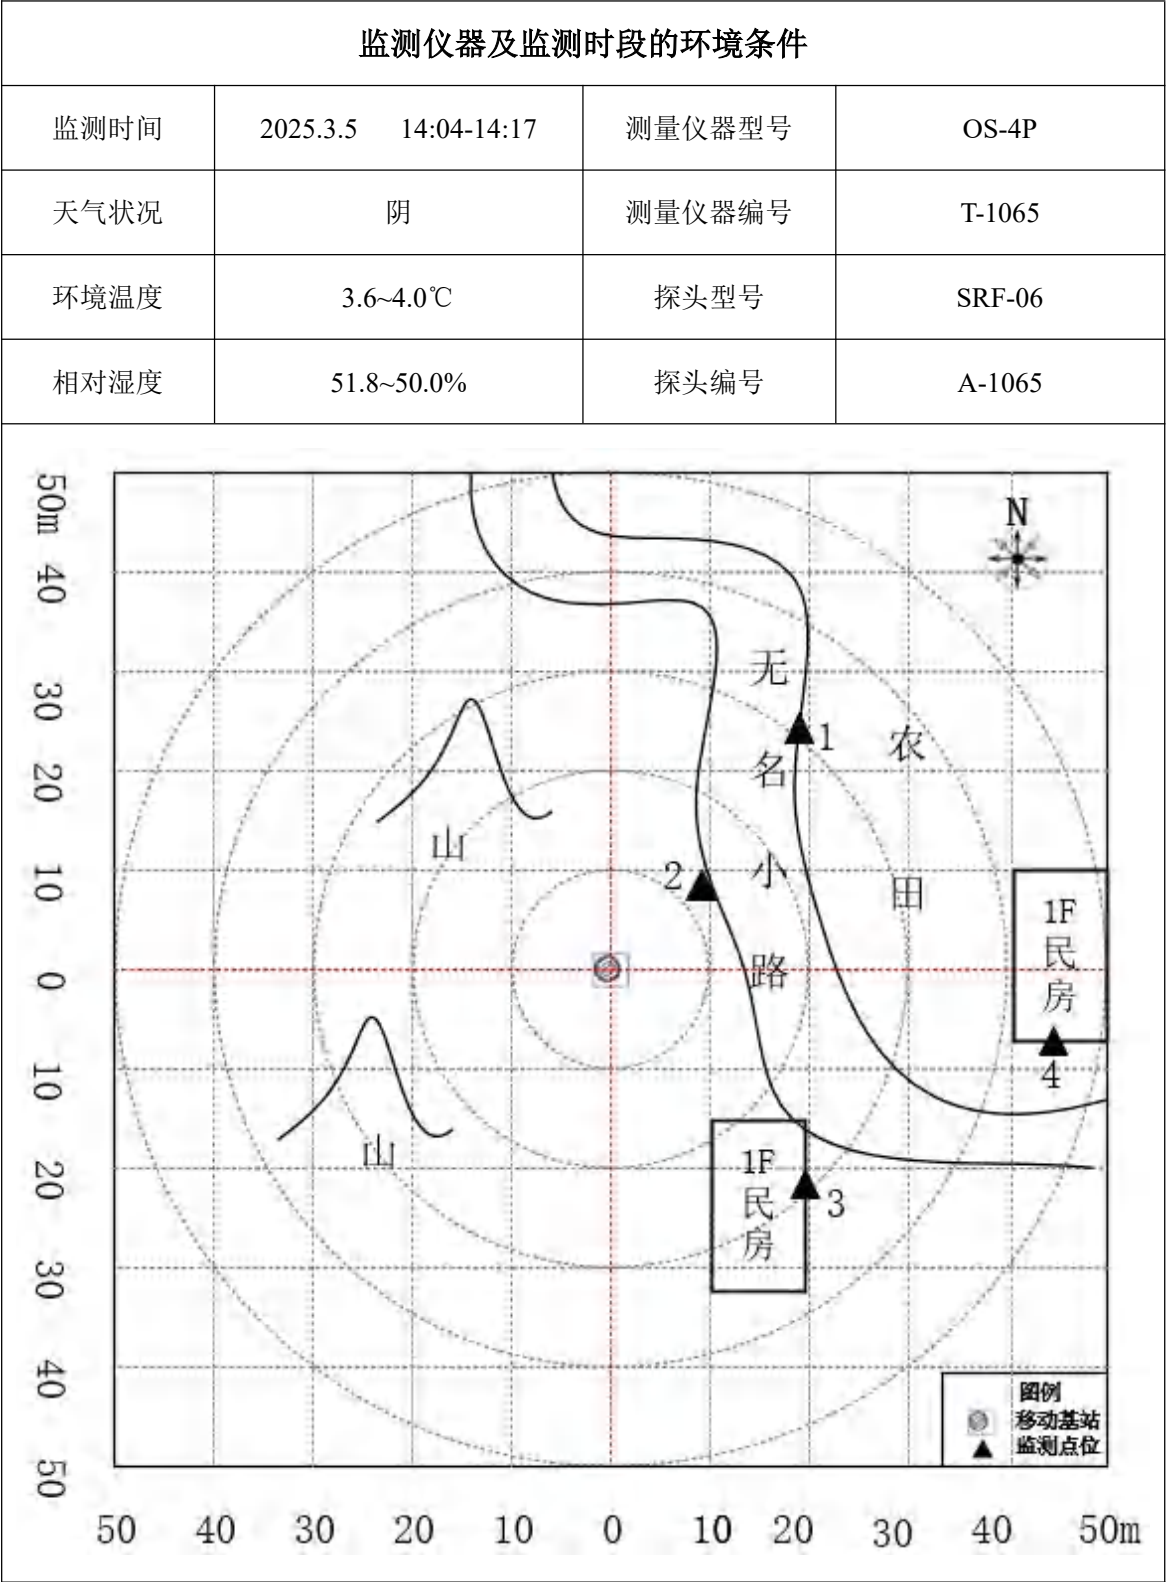 监测仪器及监测时段的环境条件
监测时间 2025.3.5 14:04-14:17 测量仪器型号 OS-4P
天气状况 阴 测量仪器编号 T-1065
环境温度 3.6~4.0℃ 探头型号 SRF-06
相对湿度 51.8~50.0% 探头编号 A-1065
50m
40
30
20
10
0
10
20
30
40
50
N
无名小路
农田
山
山
1
2
3
4
1F民房
1F民房
图例
移动基站
监测点位
50 40 30 20 10 0 10 20 30 40 50m